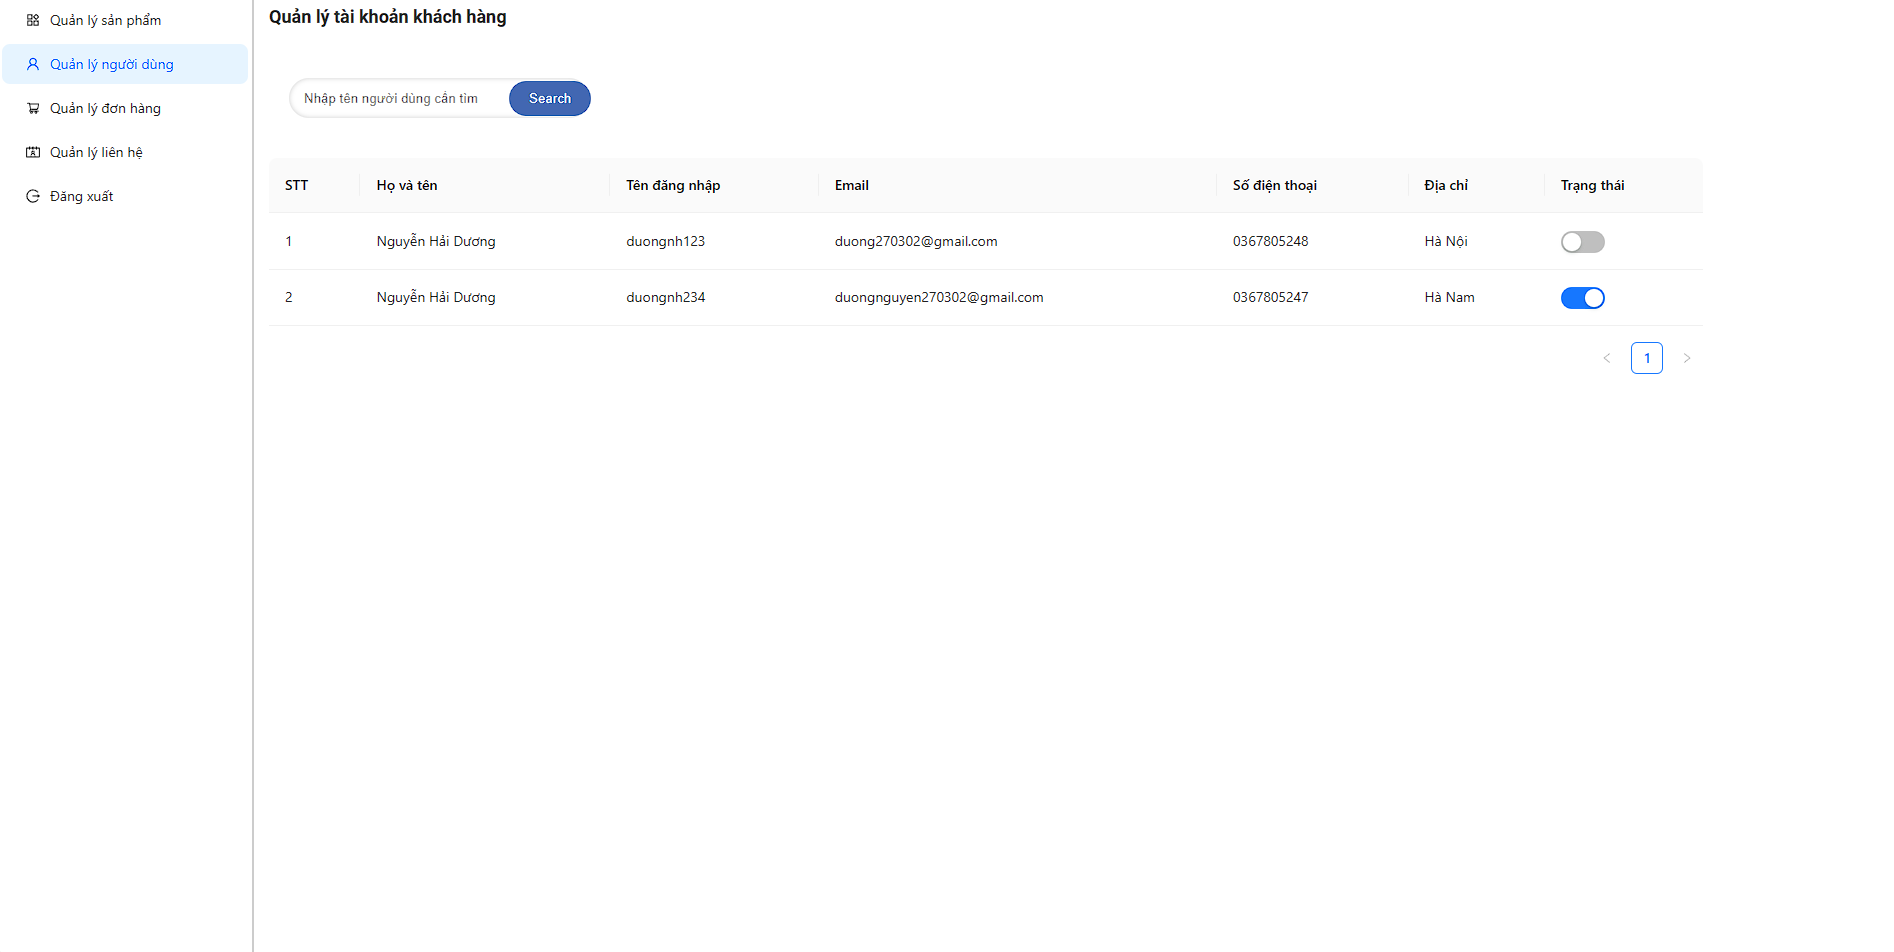 Quản lý sản phẩm
Quản lý người dùng
Quản lý đơn hàng
Quản lý liên hệ
Đăng xuất
Quản lý tài khoản khách hàng
Nhập tên người dùng cần tìm Search
STT Họ và tên Tên đăng nhập Email Số điện thoại Địa chỉ Trạng thái
1 Nguyễn Hải Dương duongnh123 duong270302@gmail.com 0367805248 Hà Nội
2 Nguyễn Hải Dương duongnh234 duongnguyen270302@gmail.com 0367805247 Hà Nam
1